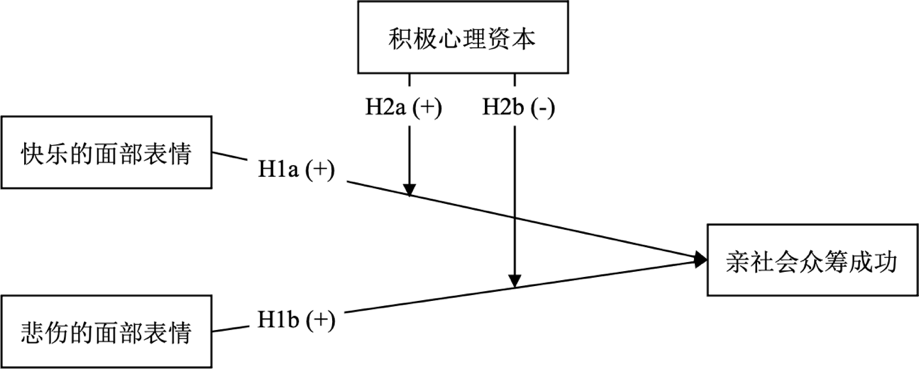 积极心理资本
H2a (+)
H2b (-)
快乐的面部表情
H1a (+)
亲社会众筹成功
悲伤的面部表情
H1b (+)